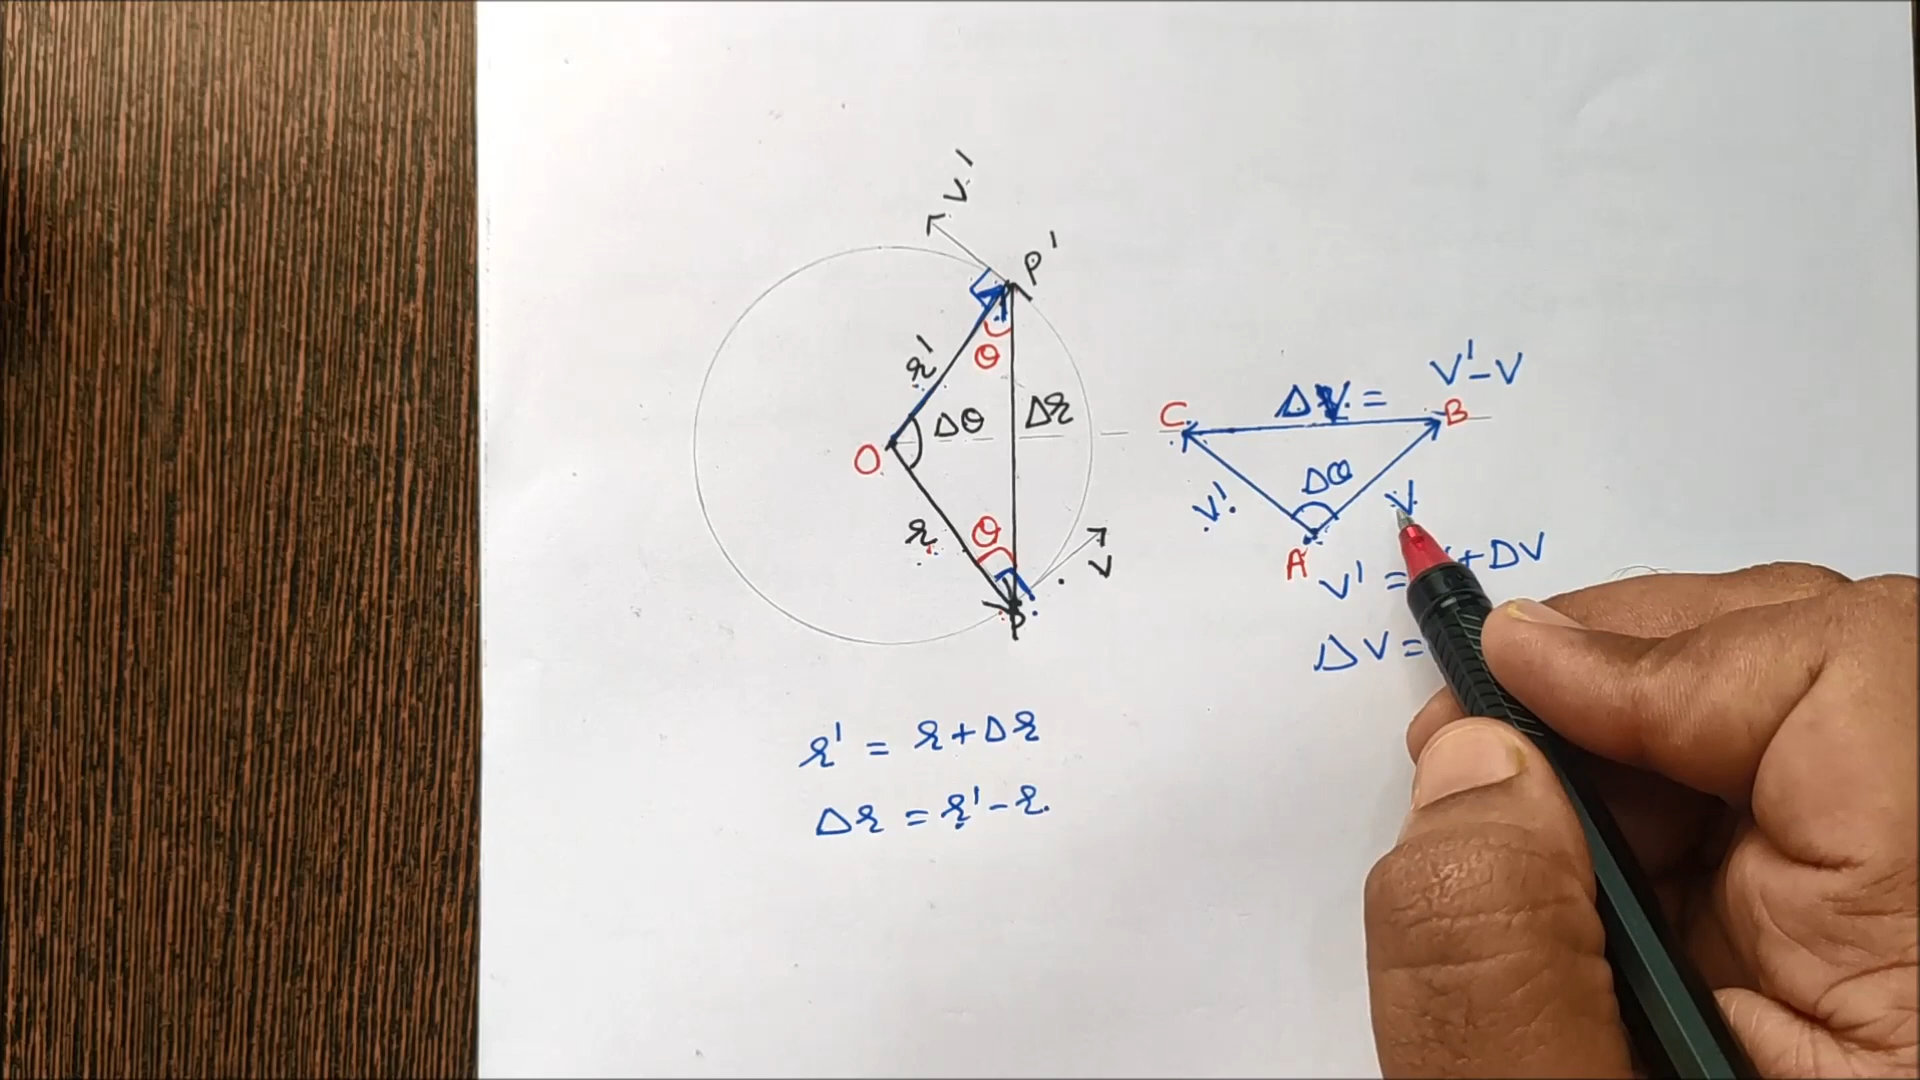 V'
P'
r'
θ
Δθ
Δr
O
r
θ
P
V
V'-V
ΔV =
C
B
Δθ
V'
V
A
V' = + ΔV
ΔV =
r' = r + Δr
Δr = r' - r